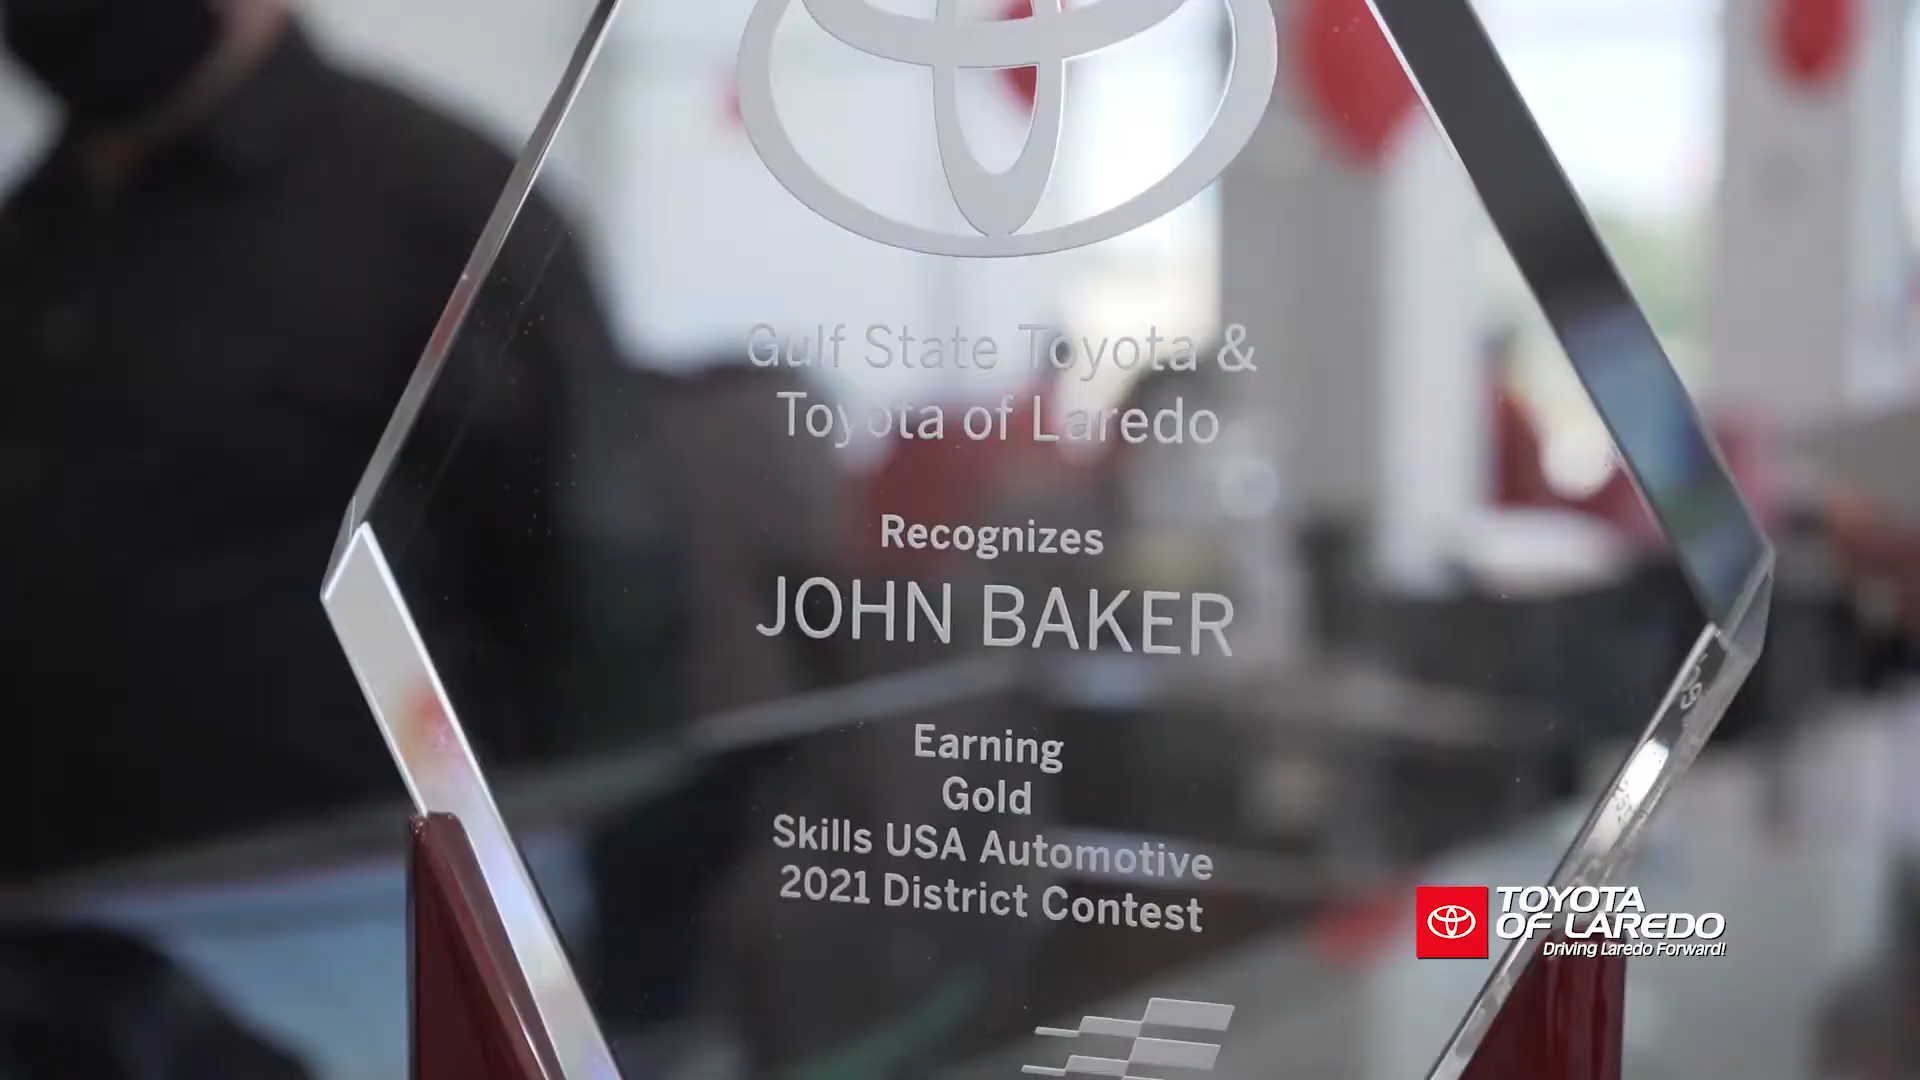 Gulf State Toyota &
Toyota of Laredo
Recognizes
JOHN BAKER
Earning
Gold
Skills USA Automotive
2021 District Contest
TOYOTA
OF LAREDO
Driving Laredo Forward!